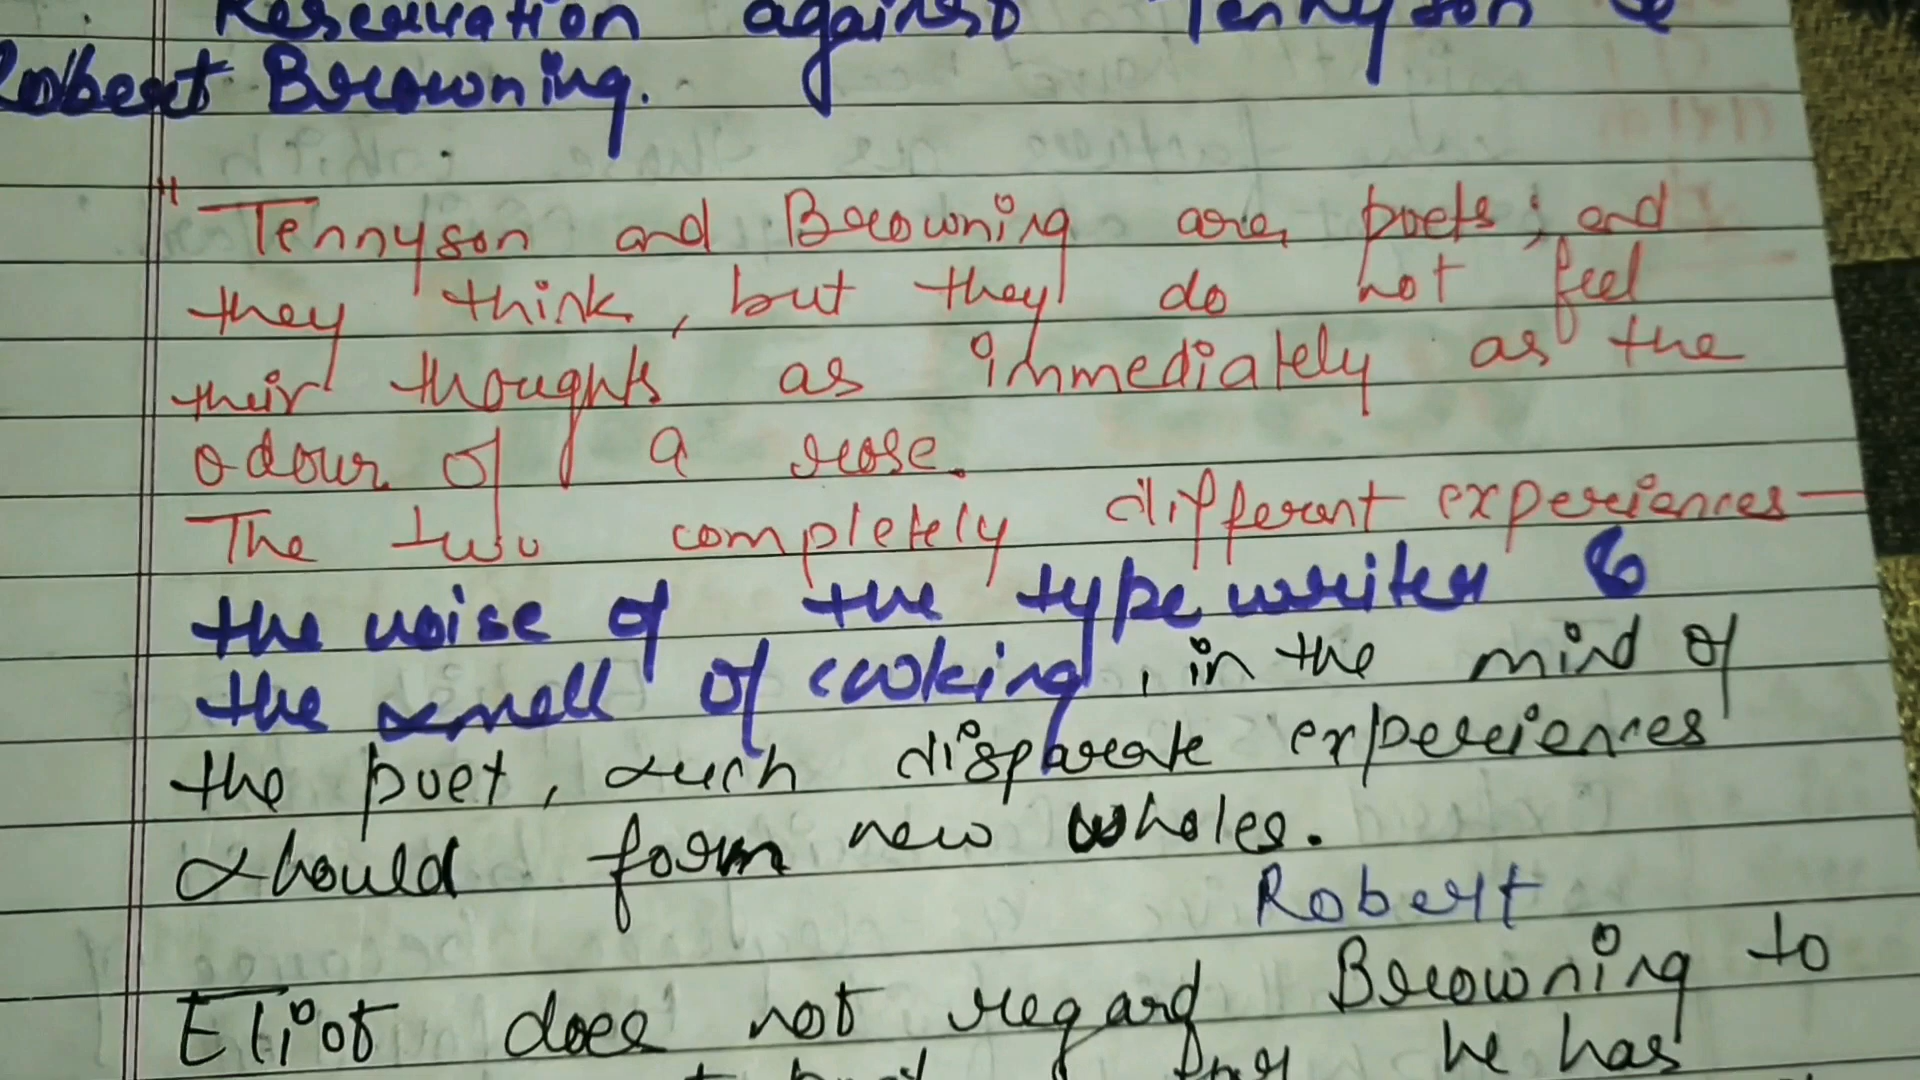 Reservation against Tennyson &
Robert Browning.
" Tennyson and Browning are poets; and
they think, but they do not feel
their thoughts as immediately as the
odour of a rose.
The two completely different experiences—
the noise of the typewriter &
the smell of cooking, in the mind of
the poet, such disparate experiences
should form new wholes.
Robert
Eliot does not regard Browning to
he has